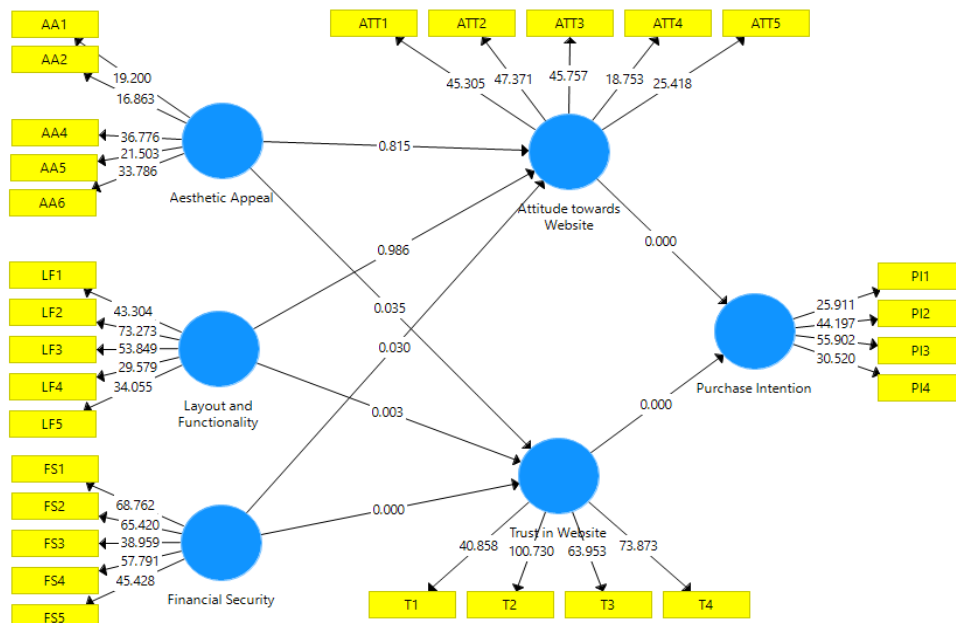 AA1
AA2
AA4
AA5
AA6
19.200
16.863
36.776
21.503
33.786
Aesthetic Appeal
ATT1
ATT2
ATT3
ATT4
ATT5
45.305
47.371
45.757
18.753
25.418
0.815
Attitude towards
Website
LF1
LF2
LF3
LF4
LF5
43.304
73.273
53.849
29.579
34.055
Layout and
Functionality
0.986
0.035
0.030
0.003
0.000
0.000
0.000
PI1
PI2
PI3
PI4
25.911
44.197
55.902
30.520
Purchase Intention
FS1
FS2
FS3
FS4
FS5
68.762
65.420
38.959
57.791
45.428
Financial Security
Trust in Website
40.858
100.730
63.953
73.873
T1
T2
T3
T4